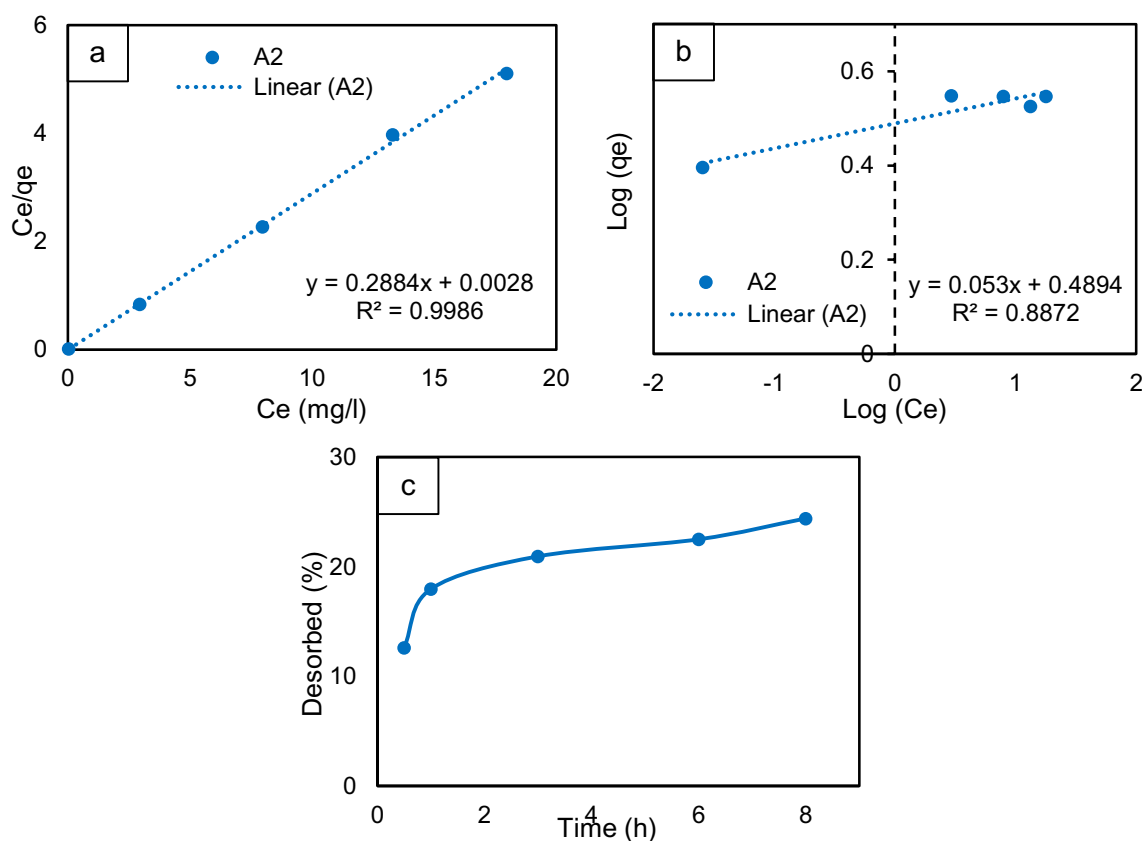 a
6
4
2
0
Ce/qe
A2
Linear (A2)
y = 0.2884x + 0.0028
R² = 0.9986
0 5 10 15 20
Ce (mg/l)
b
0.6
0.4
0.2
0
Log (qe)
A2
Linear (A2)
y = 0.053x + 0.4894
R² = 0.8872
-2 -1 0 1 2
Log (Ce)
c
30
20
10
0
Desorbed (%)
0 2 4 6 8
Time (h)